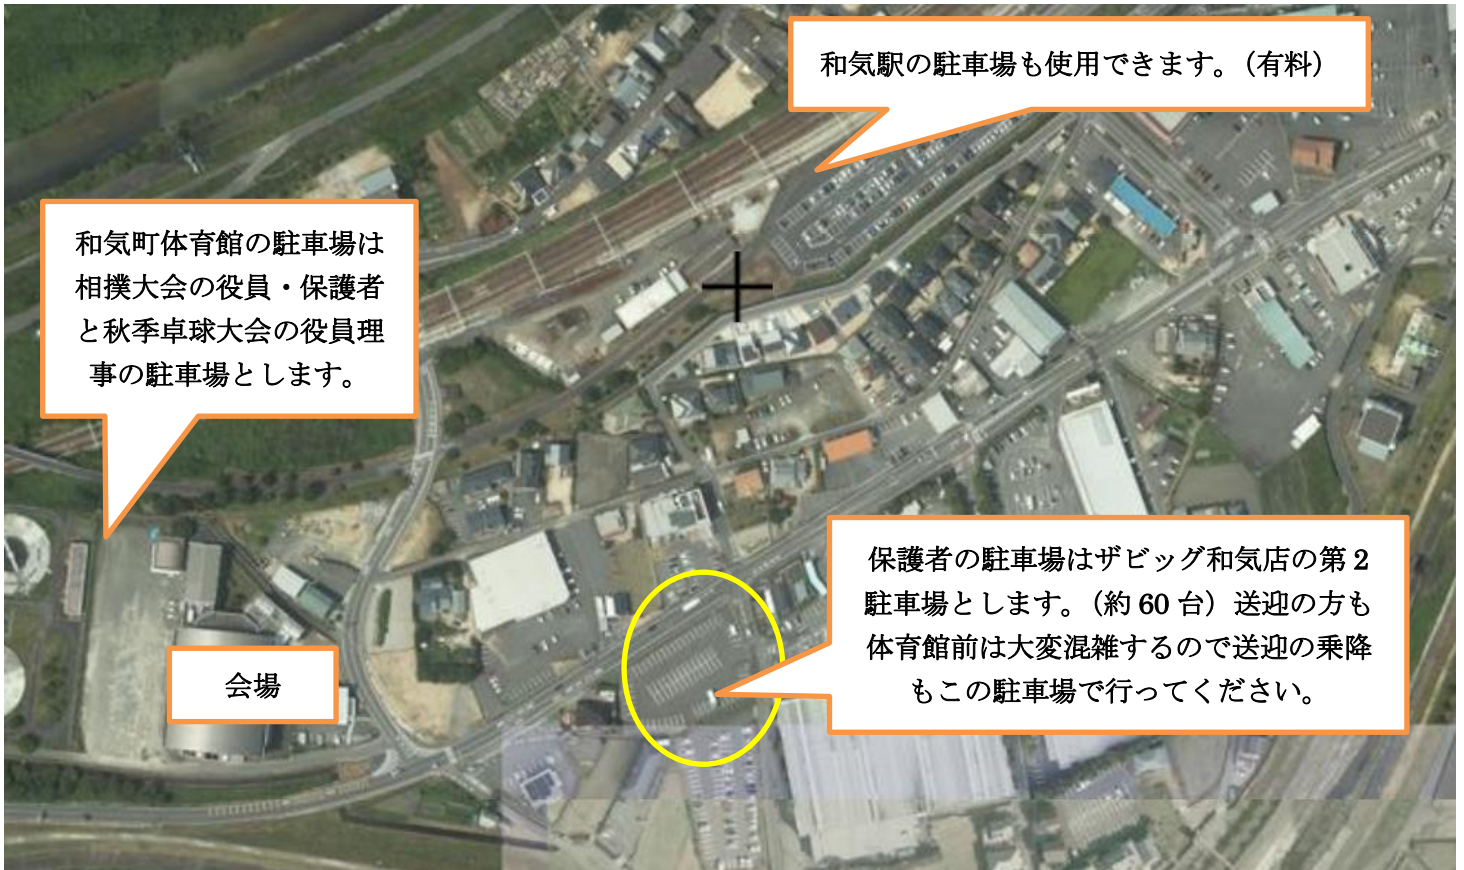 和気駅の駐車場も使用できます。（有料）
和気町体育館の駐車場は
相撲大会の役員・保護者
と秋季卓球大会の役員理
事の駐車場とします。
保護者の駐車場はザビッグ和気店の第 2
駐車場とします。（約 60 台）送迎の方も
体育館前は大変混雑するので送迎の乗降
もこの駐車場で行ってください。
会場